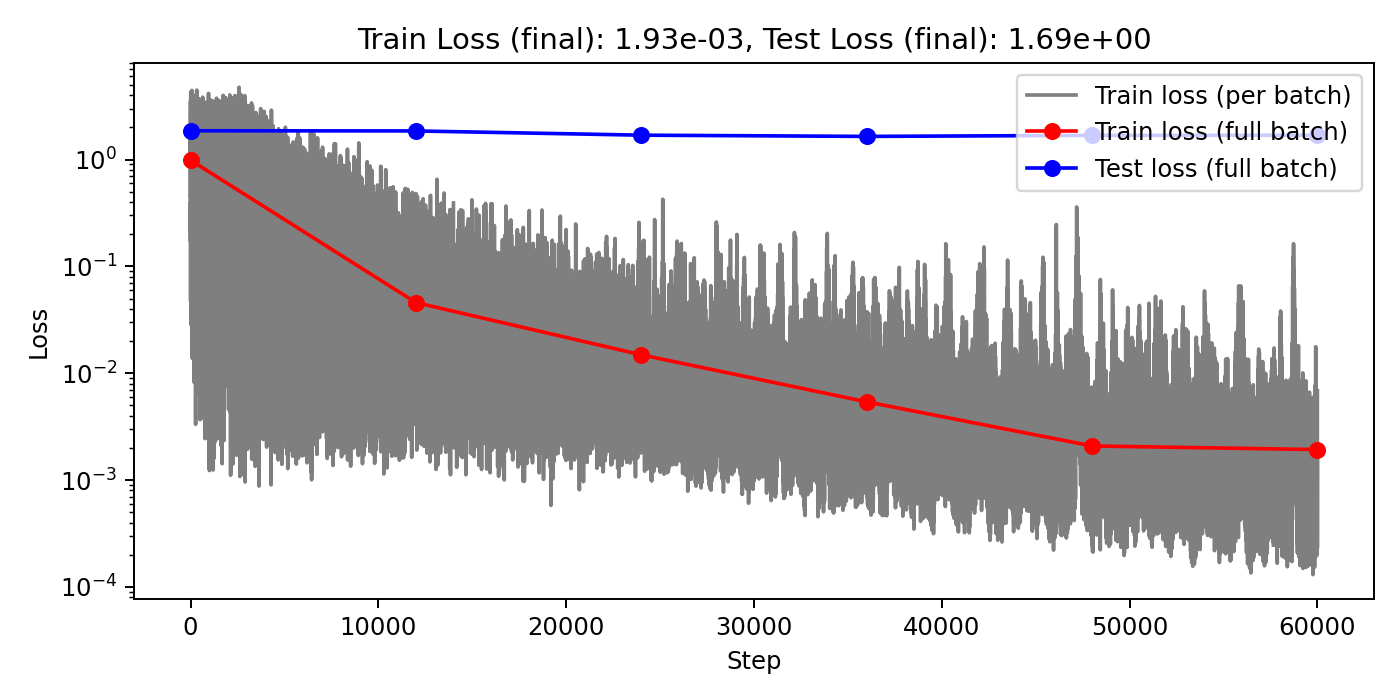 Train Loss (final): 1.93e-03, Test Loss (final): 1.69e+00
Train loss (per batch)
Train loss (full batch)
Test loss (full batch)
Loss
10⁰
10⁻¹
10⁻²
10⁻³
10⁻⁴
0 10000 20000 30000 40000 50000 60000
Step